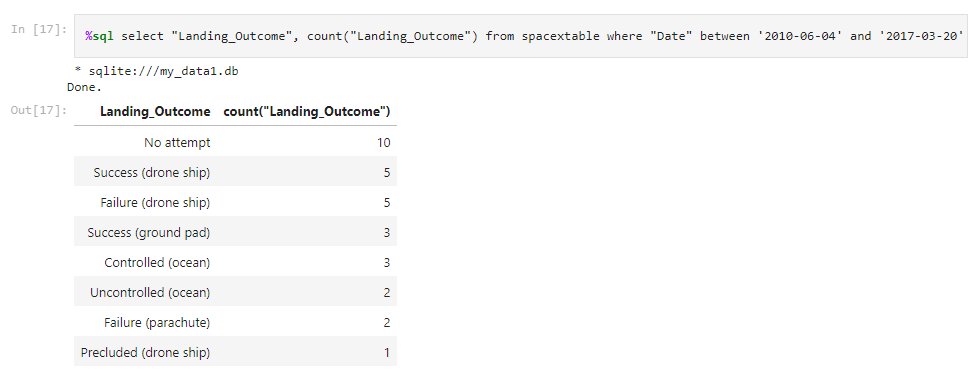 In [17]: %sql select "Landing_Outcome", count("Landing_Outcome") from spacextable where "Date" between '2010-06-04' and '2017-03-20'
* sqlite:///my_data1.db
Done.
Out[17]: Landing_Outcome count("Landing_Outcome")
No attempt 10
Success (drone ship) 5
Failure (drone ship) 5
Success (ground pad) 3
Controlled (ocean) 3
Uncontrolled (ocean) 2
Failure (parachute) 2
Precluded (drone ship) 1